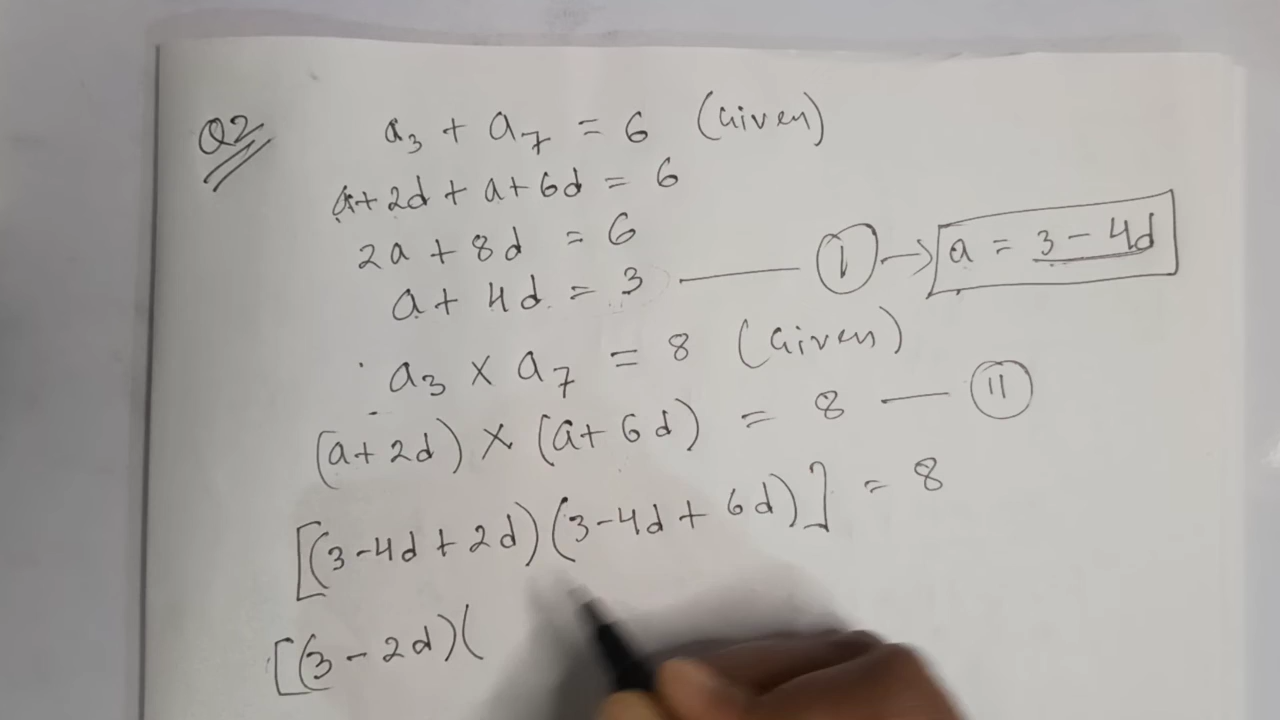 Q2 a₃ + a₇ = 6 (Given)
a + 2d + a + 6d = 6
2a + 8d = 6
a + 4d = 3 —— I → a = 3 - 4d
a₃ × a₇ = 8 (Given)
(a + 2d) × (a + 6d) = 8 — II
[(3 - 4d + 2d)(3 - 4d + 6d)] = 8
[(3 - 2d)(